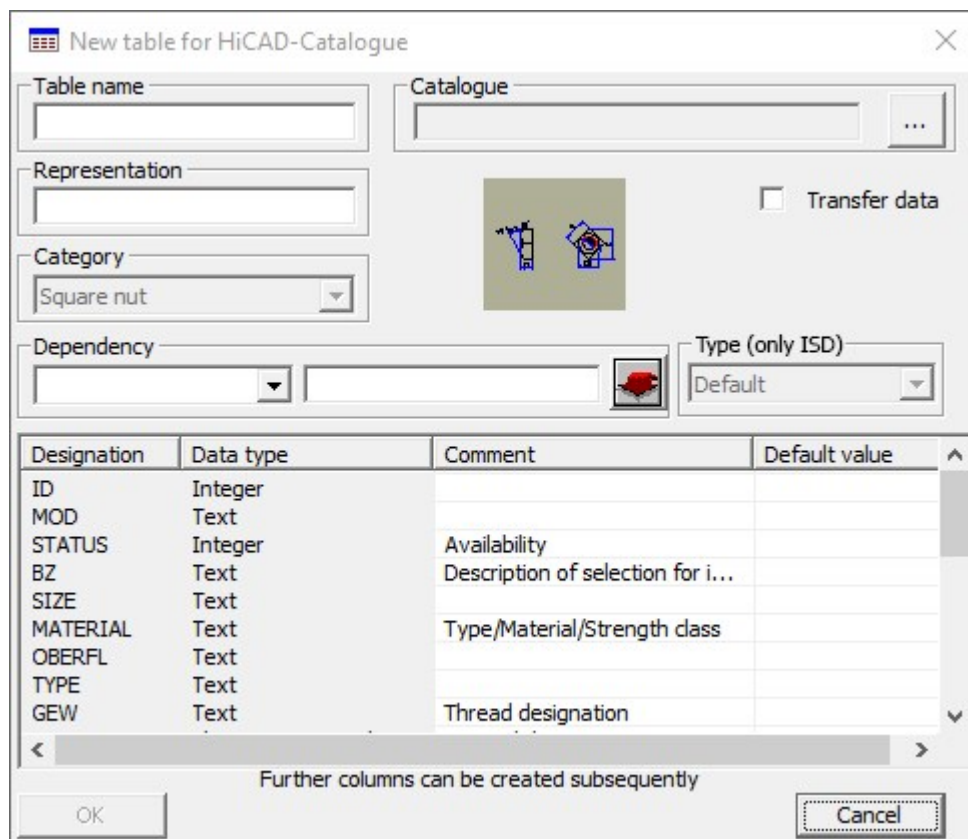 New table for HiCAD-Catalogue
Table name
Catalogue
...
Representation
Transfer data
Category
Square nut
Dependency
Type (only ISD)
Default
Designation Data type Comment Default value
ID Integer
MOD Text
STATUS Integer Availability
BZ Text Description of selection for i...
SIZE Text
MATERIAL Text Type/Material/Strength class
OBERFL Text
TYPE Text
GEW Text Thread designation
Further columns can be created subsequently
OK Cancel